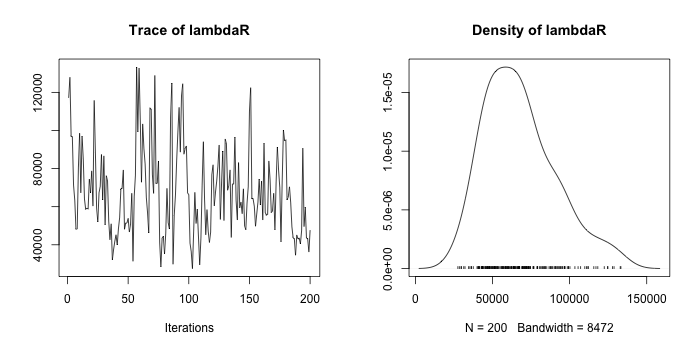 Trace of lambdaR
40000 80000 120000
0 50 100 150 200
Iterations
Density of lambdaR
0.0e+00 5.0e-06 1.0e-05 1.5e-05
0 50000 100000 150000
N = 200 Bandwidth = 8472